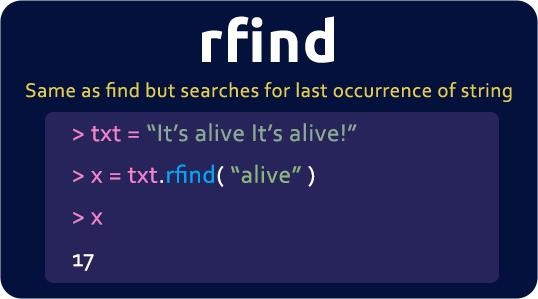 rfind
Same as find but searches for last occurrence of string
> txt = “It’s alive It’s alive!”
> x = txt.rfind( “alive” )
> x
17